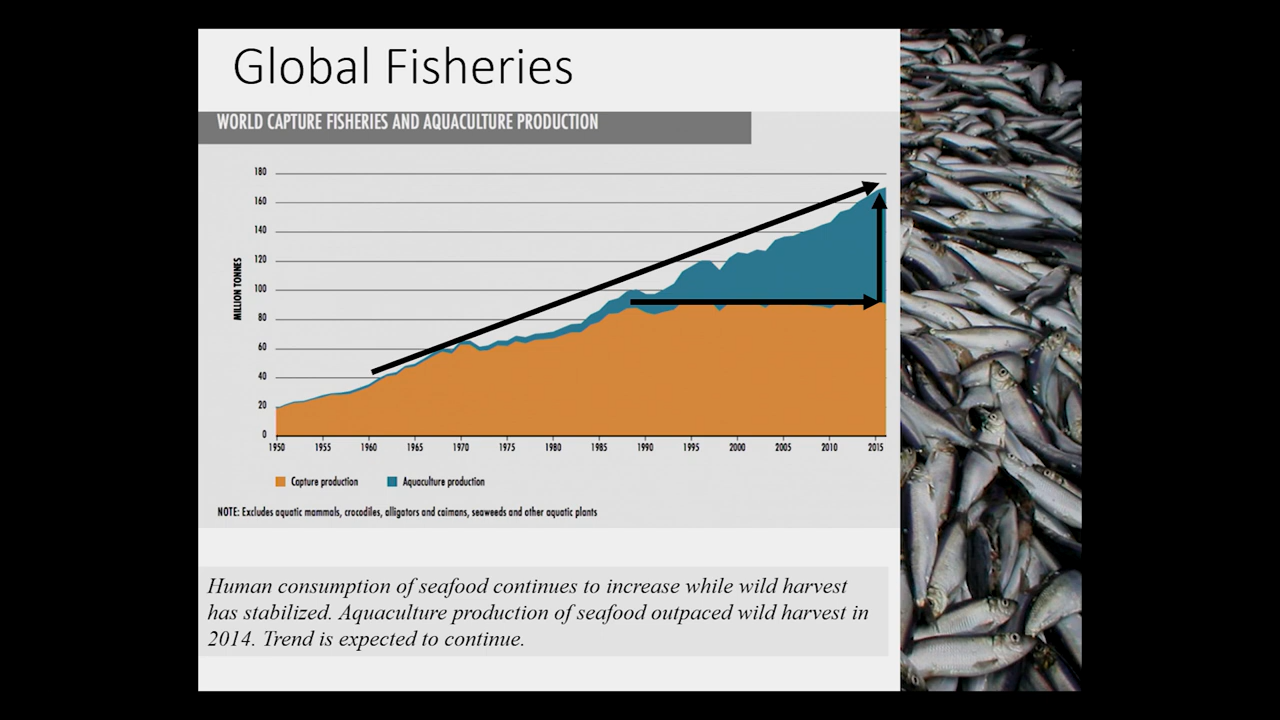 Global Fisheries
WORLD CAPTURE FISHERIES AND AQUACULTURE PRODUCTION
MILLION TONNES
180
160
140
120
100
80
60
40
20
0
1950 1955 1960 1965 1970 1975 1980 1985 1990 1995 2000 2005 2010 2015
Capture production Aquaculture production
NOTE: Excludes aquatic mammals, crocodiles, alligators and caimans, seaweeds and other aquatic plants
Human consumption of seafood continues to increase while wild harvest
has stabilized. Aquaculture production of seafood outpaced wild harvest in
2014. Trend is expected to continue.